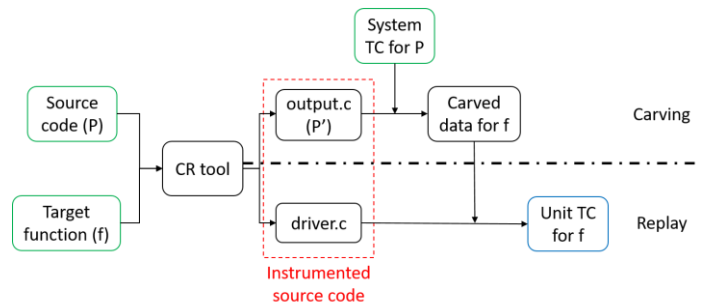 System
TC for P
Source
code (P)
output.c
(P')
Carved
data for f
Carving
CR tool
Target
function (f)
driver.c
Unit TC
for f
Replay
Instrumented
source code